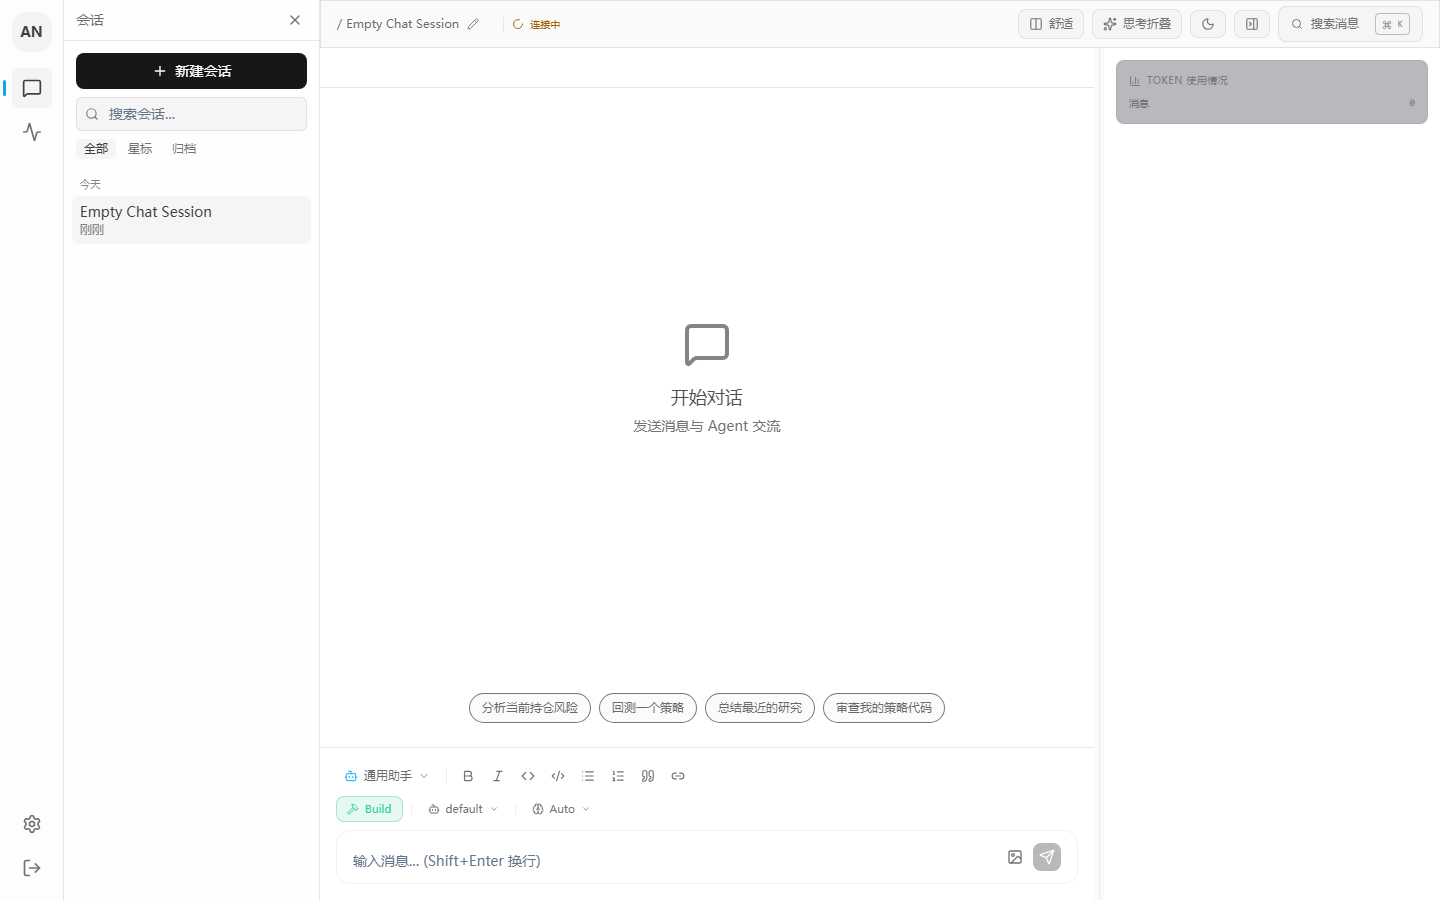 AN
会话
新建会话
搜索会话...
全部 星标 归档
今天
Empty Chat Session
刚刚
/ Empty Chat Session 连接中
舒适 思考折叠 搜索消息 ⌘ K
TOKEN 使用情况
消息 0
开始对话
发送消息与 Agent 交流
分析当前持仓风险 回测一个策略 总结最近的研究 审查我的策略代码
通用助手
Build default Auto
输入消息... (Shift+Enter 换行)